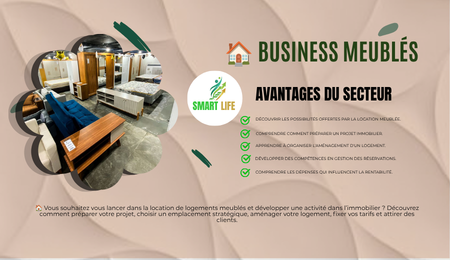 🏠 BUSINESS MEUBLÉS
SMART LIFE
AVANTAGES DU SECTEUR
DÉCOUVRIR LES POSSIBILITÉS OFFERTES PAR LA LOCATION MEUBLÉE.
COMPRENDRE COMMENT PRÉPARER UN PROJET IMMOBILIER.
APPRENDRE À ORGANISER L'AMÉNAGEMENT D'UN LOGEMENT.
DÉVELOPPER DES COMPÉTENCES EN GESTION DES RÉSERVATIONS.
COMPRENDRE LES DÉPENSES QUI INFLUENCENT LA RENTABILITÉ.
🏠 Vous souhaitez vous lancer dans la location de logements meublés et développer une activité dans l'immobilier ? Découvrez
comment préparer votre projet, choisir un emplacement stratégique, aménager votre logement, fixer vos tarifs et attirer des
clients.